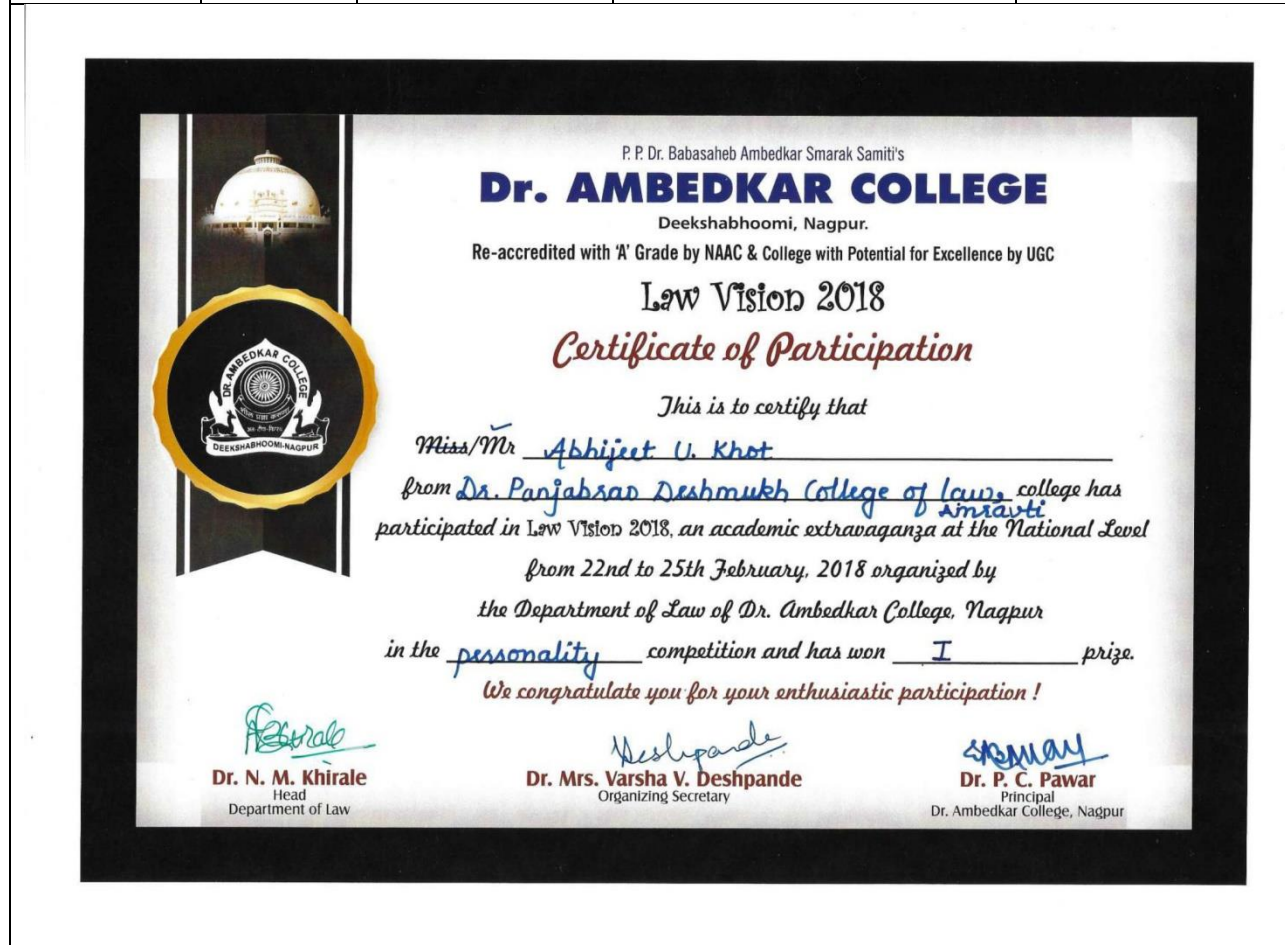 P. P. Dr. Babasaheb Ambedkar Smarak Samiti's
Dr. AMBEDKAR COLLEGE
Deekshabhoomi, Nagpur.
Re-accredited with 'A' Grade by NAAC & College with Potential for Excellence by UGC
Law Vision 2018
Certificate of Participation
DR. AMBEDKAR COLLEGE
DEEKSHABHOOMI-NAGPUR
This is to certify that
Miss/Mr Abhijeet U. Khot
from Dr. Panjabrao Deshmukh College of law, college has
Amravti
participated in Law Vision 2018, an academic extravaganza at the National Level
from 22nd to 25th February, 2018 organized by
the Department of Law of Dr. Ambedkar College, Nagpur
in the personality competition and has won I prize.
We congratulate you for your enthusiastic participation !
Deshpande
Dr. N. M. Khirale
Head
Department of Law
Dr. Mrs. Varsha V. Deshpande
Organizing Secretary
Dr. P. C. Pawar
Principal
Dr. Ambedkar College, Nagpur